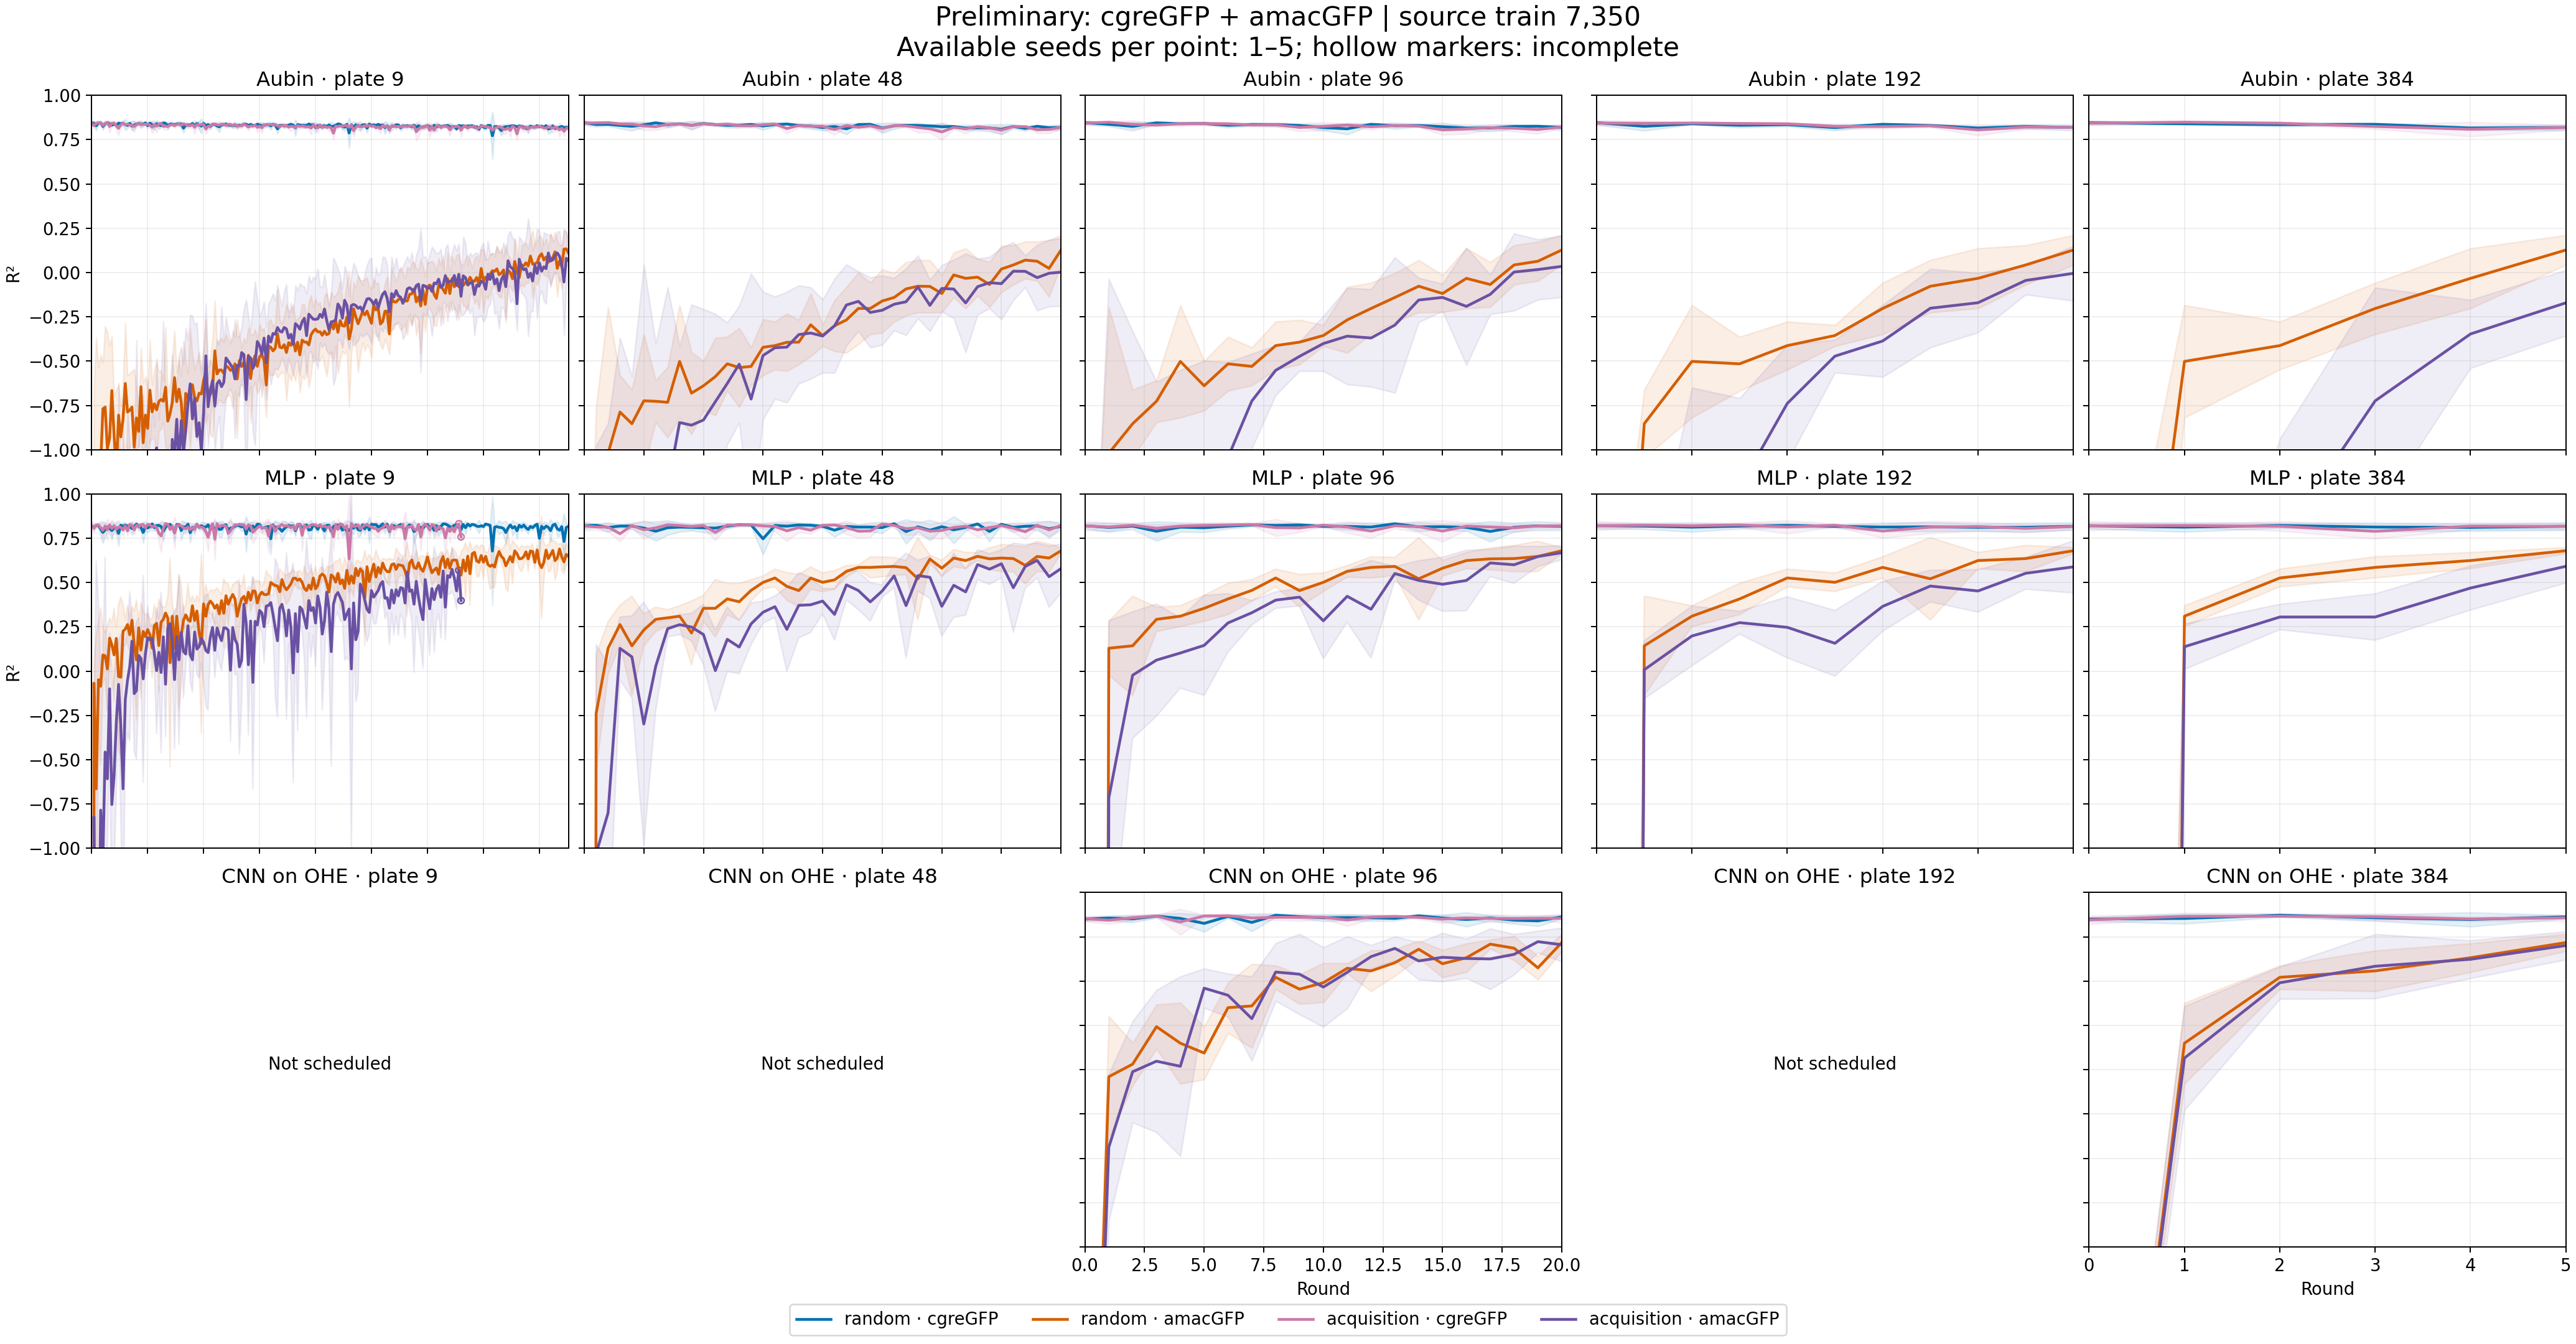 Preliminary: cgreGFP + amacGFP | source train 7,350
Available seeds per point: 1–5; hollow markers: incomplete
Aubin · plate 9
Aubin · plate 48
Aubin · plate 96
Aubin · plate 192
Aubin · plate 384
1.00
0.75
0.50
0.25
0.00
−0.25
−0.50
−0.75
−1.00
R²
MLP · plate 9
MLP · plate 48
MLP · plate 96
MLP · plate 192
MLP · plate 384
1.00
0.75
0.50
0.25
0.00
−0.25
−0.50
−0.75
−1.00
R²
CNN on OHE · plate 9
CNN on OHE · plate 48
CNN on OHE · plate 96
CNN on OHE · plate 192
CNN on OHE · plate 384
Not scheduled
Not scheduled
Not scheduled
0.0 2.5 5.0 7.5 10.0 12.5 15.0 17.5 20.0
Round
0 1 2 3 4 5
Round
random · cgreGFP
random · amacGFP
acquisition · cgreGFP
acquisition · amacGFP